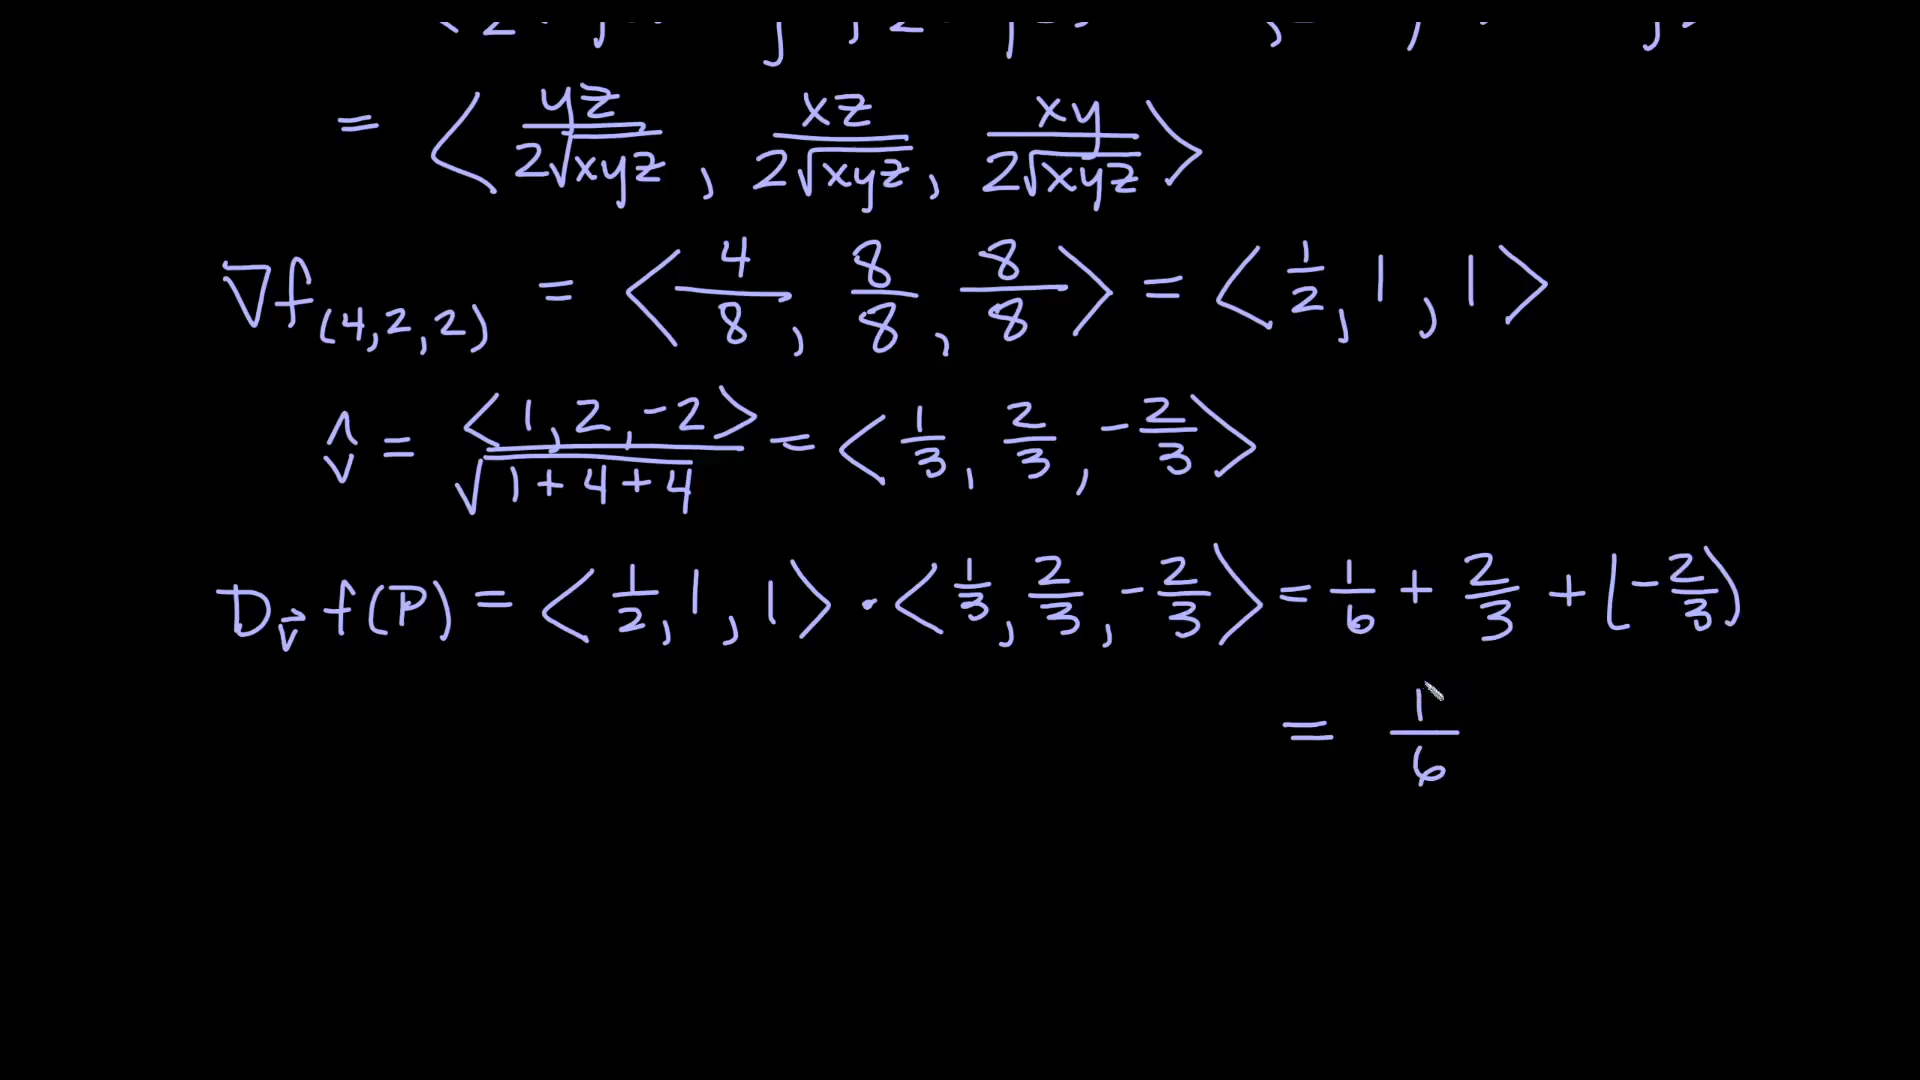 = ⟨ yz/2√xyz , xz/2√xyz , xy/2√xyz ⟩
∇f(4,2,2) = ⟨ 4/8 , 8/8 , 8/8 ⟩ = ⟨ 1/2 , 1 , 1 ⟩
v̂ = ⟨1, 2, -2⟩/√1+4+4 = ⟨ 1/3 , 2/3 , -2/3 ⟩
D_v⃗ f(P) = ⟨ 1/2 , 1 , 1 ⟩ · ⟨ 1/3 , 2/3 , -2/3 ⟩ = 1/6 + 2/3 + (-2/3)
= 1/6